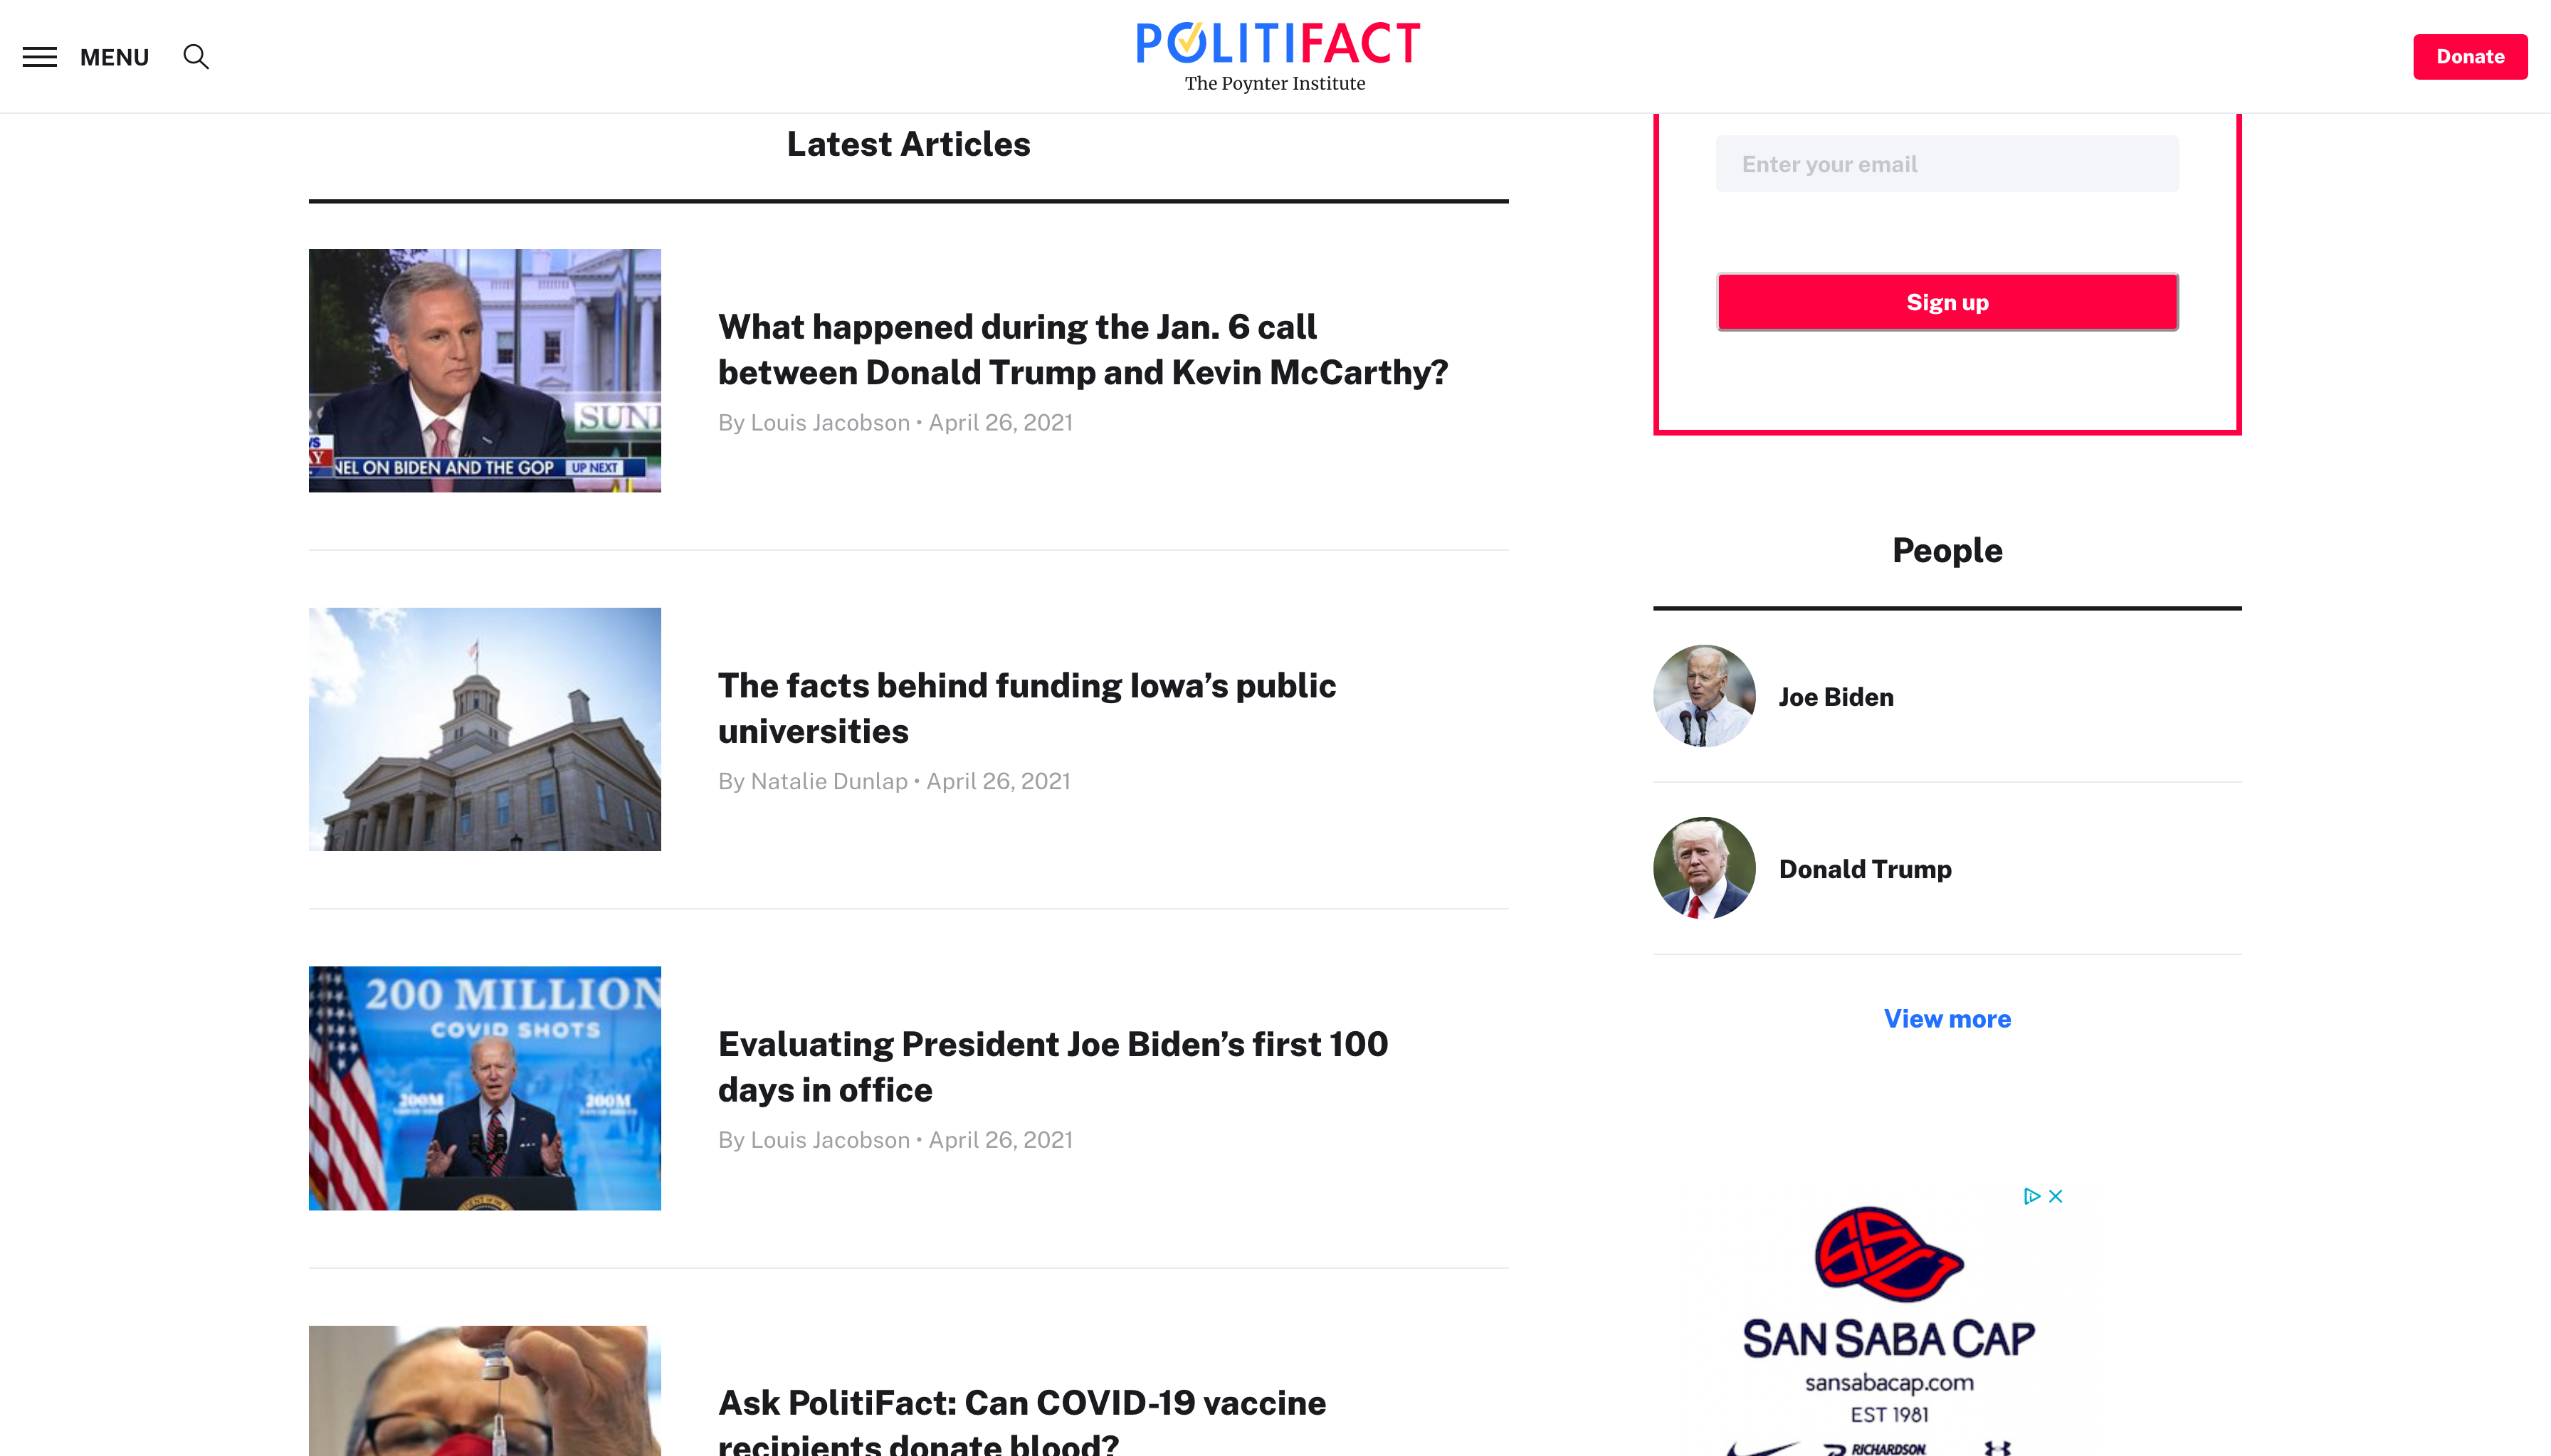 MENU
POLITIFACT
The Poynter Institute
Donate
Latest Articles
SUN
NEL ON BIDEN AND THE GOP UP NEXT
What happened during the Jan. 6 call
between Donald Trump and Kevin McCarthy?
By Louis Jacobson • April 26, 2021
The facts behind funding Iowa’s public
universities
By Natalie Dunlap • April 26, 2021
200 MILLION
COVID SHOTS
200M
200M
Evaluating President Joe Biden’s first 100
days in office
By Louis Jacobson • April 26, 2021
Ask PolitiFact: Can COVID-19 vaccine
recipients donate blood?
Enter your email
Sign up
People
Joe Biden
Donald Trump
View more
SAN SABA CAP
sansabacap.com
EST 1981
RICHARDSON